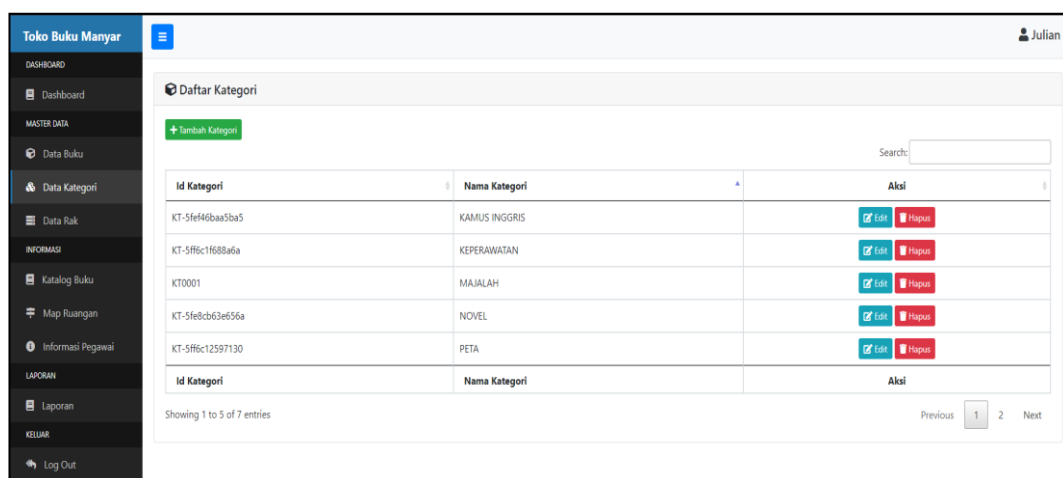 Toko Buku Manyar
Julian
DASHBOARD
Dashboard
MASTER DATA
Data Buku
Data Kategori
Data Rak
INFORMASI
Katalog Buku
Map Ruangan
Informasi Pegawai
LAPORAN
Laporan
KELUAR
Log Out
Daftar Kategori
+ Tambah Kategori
Search:
Id Kategori Nama Kategori Aksi
KT-5fef46baa5ba5 KAMUS INGGRIS Edit Hapus
KT-5ff6c1f688a6a KEPERAWATAN Edit Hapus
KT0001 MAJALAH Edit Hapus
KT-5fe8cb63e656a NOVEL Edit Hapus
KT-5ff6c12597130 PETA Edit Hapus
Id Kategori Nama Kategori Aksi
Showing 1 to 5 of 7 entries Previous 1 2 Next